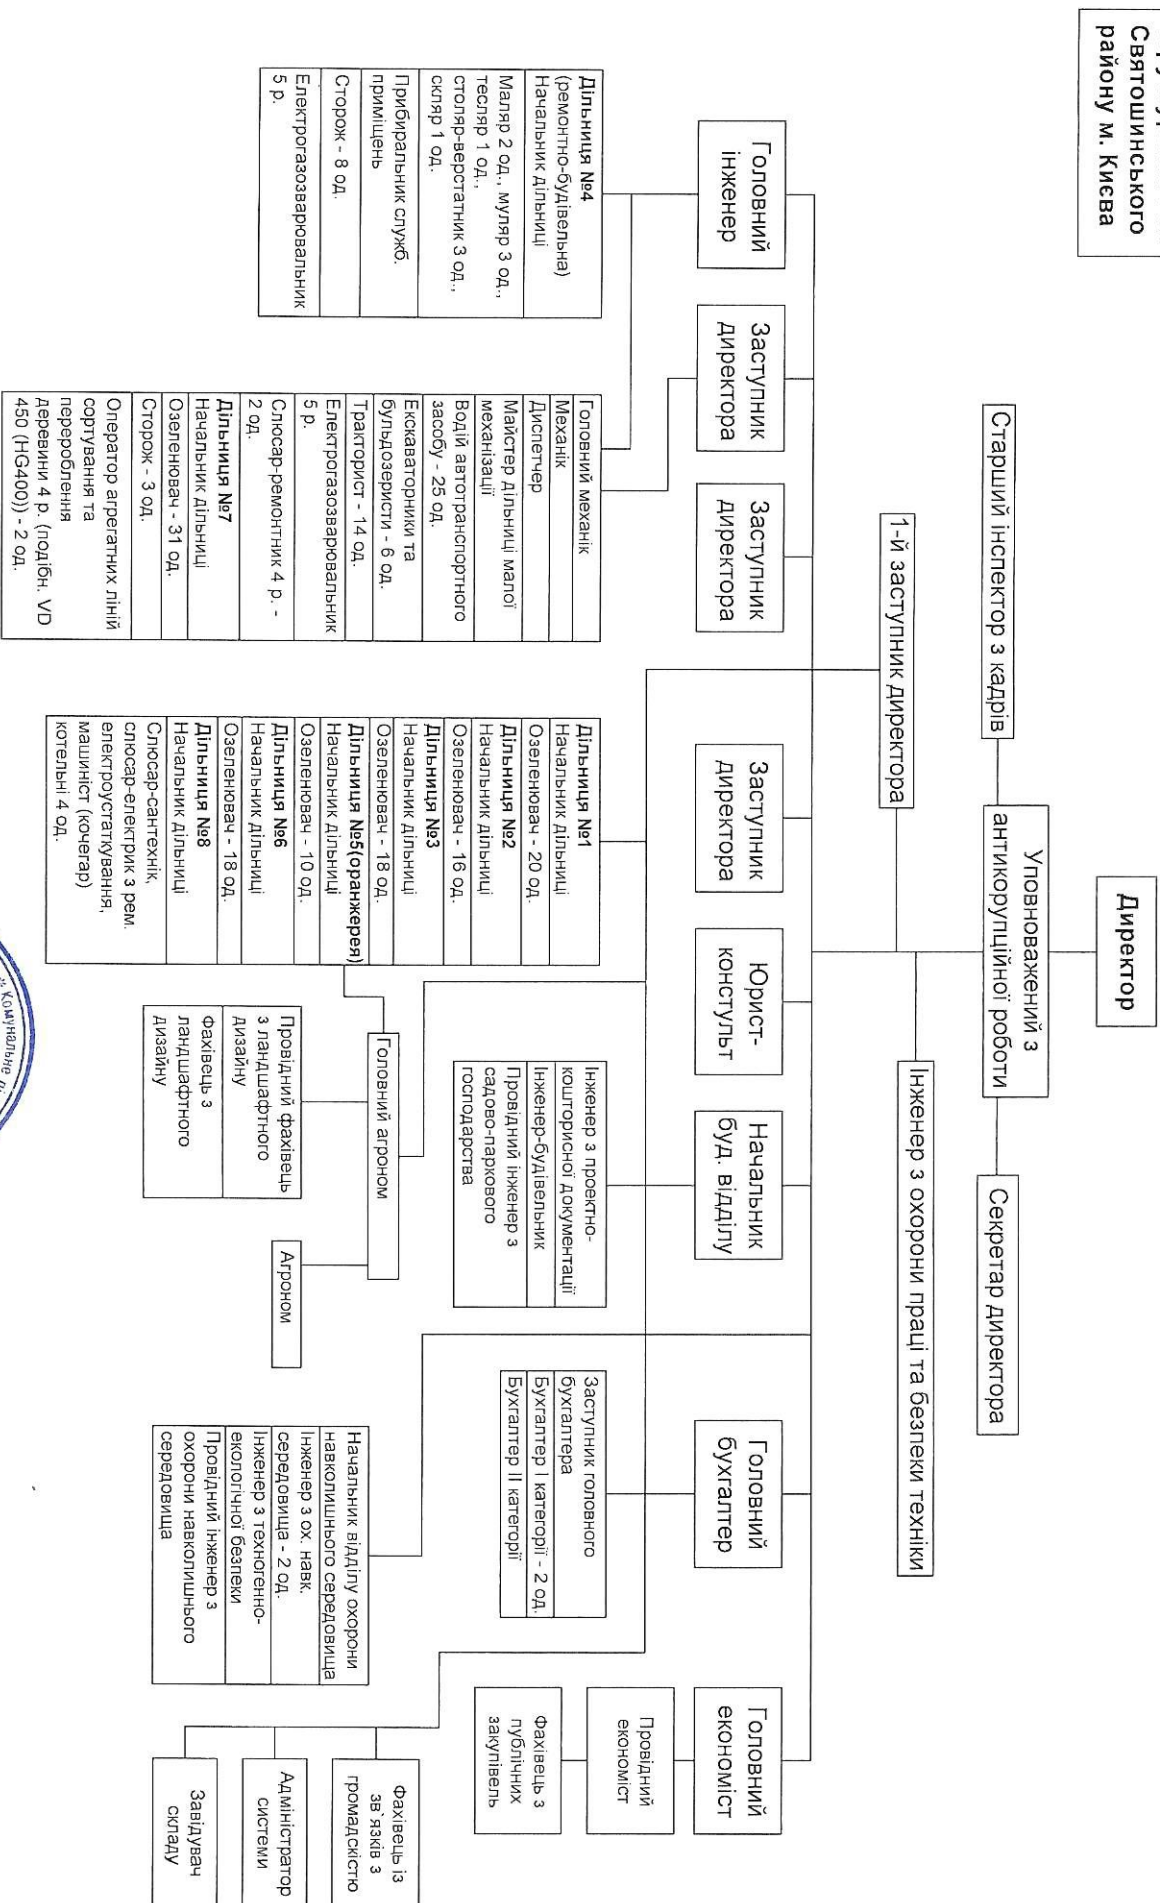 Святошинського
району м. Києва
Директор
Уповноважений з
антикорупційної роботи
Старший інспектор з кадрів
Секретар директора
1-й заступник директора
Інженер з охорони праці та безпеки техніки
Головний
інженер
Заступник
директора
Заступник
директора
Заступник
директора
Юрист-
констульт
Начальник
буд. відділу
Головний
бухгалтер
Головний
економіст
Дільниця №4
(ремонтно-будівельна)
Начальник дільниці
Маляр 2 од., муляр 3 од.,
тесляр 1 од.,
столяр-верстатник 3 од.,
скляр 1 од.
Прибиральник служб.
приміщень
Сторож - 8 од.
Електрогазозварювальник
5 р.
Головний механік
Механік
Диспетчер
Майстер дільниці малої
механізації
Водій автотранспортного
засобу - 25 од.
Екскаваторники та
бульдозеристи - 6 од.
Тракторист - 14 од.
Електрогазозварювальник
5 р.
Слюсар-ремонтник 4 р. -
2 од.
Дільниця №7
Начальник дільниці
Озеленювач - 31 од.
Сторож - 3 од.
Оператор агрегатних ліній
сортування та
перероблення
деревини 4 р. (подібн. VD
450 (HG400)) - 2 од.
Дільниця №1
Начальник дільниці
Озеленювач - 20 од.
Дільниця №2
Начальник дільниці
Озеленювач - 16 од.
Дільниця №3
Начальник дільниці
Озеленювач - 18 од.
Дільниця №5(оранжерея)
Начальник дільниці
Озеленювач - 10 од.
Дільниця №6
Начальник дільниці
Озеленювач - 18 од.
Дільниця №8
Начальник дільниці
Слюсар-сантехнік,
слюсар-електрик з рем.
електроустаткування,
машиніст (кочегар)
котельні 4 од.
Інженер з проектно-
кошторисної документації
Інженер-будівельник
Провідний інженер з
садово-паркового
господарства
Головний агроном
Провідний фахівець
з ландшафтного
дизайну
Фахівець з
ландшафтного
дизайну
Агроном
Заступник головного
бухгалтера
Бухгалтер І категорії - 2 од.
Бухгалтер ІІ категорії
Начальник відділу охорони
навколишнього середовища
Інженер з ох. навк.
середовища - 2 од.
Інженер з техногенно-
екологічної безпеки
Провідний інженер з
охорони навколишнього
середовища
Провідний
економіст
Фахівець з
публічних
закупівель
Фахівець із
зв`язків з
громадскістю
Адміністратор
системи
Завідувач
складу
Комунальне